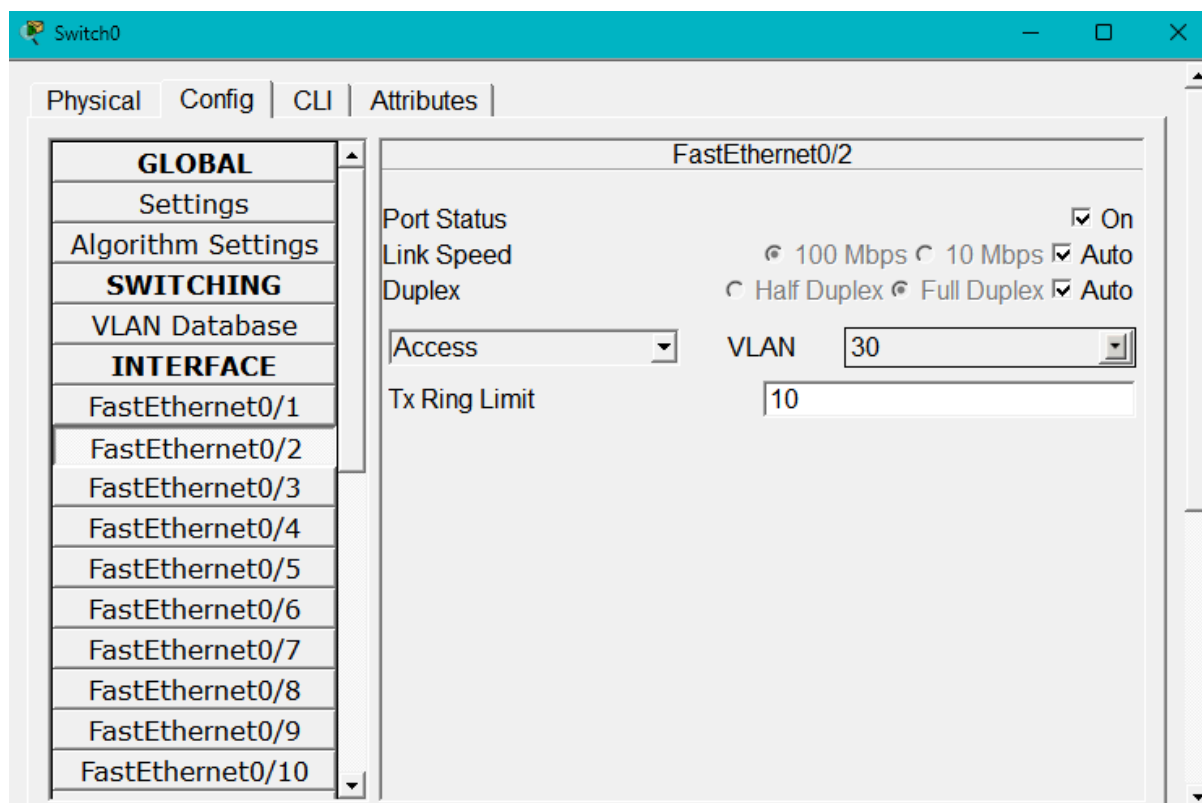 Switch0
Physical Config CLI Attributes
GLOBAL
Settings
Algorithm Settings
SWITCHING
VLAN Database
INTERFACE
FastEthernet0/1
FastEthernet0/2
FastEthernet0/3
FastEthernet0/4
FastEthernet0/5
FastEthernet0/6
FastEthernet0/7
FastEthernet0/8
FastEthernet0/9
FastEthernet0/10
FastEthernet0/2
Port Status On
Link Speed 100 Mbps 10 Mbps Auto
Duplex Half Duplex Full Duplex Auto
Access VLAN 30
Tx Ring Limit 10